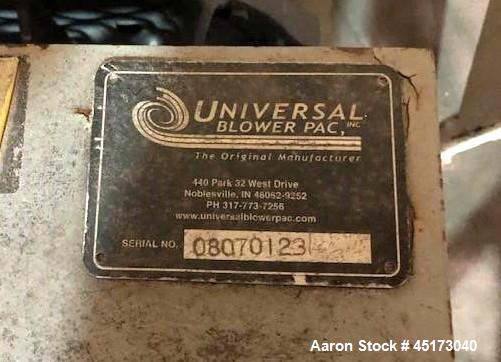 UNIVERSAL
BLOWER PAC, INC
The Original Manufacturer
440 Park 32 West Drive
Noblesville, IN 46062-9252
PH 317-773-7256
www.universalblowerpac.com
SERIAL NO. 08070123
Aaron Stock # 45173040